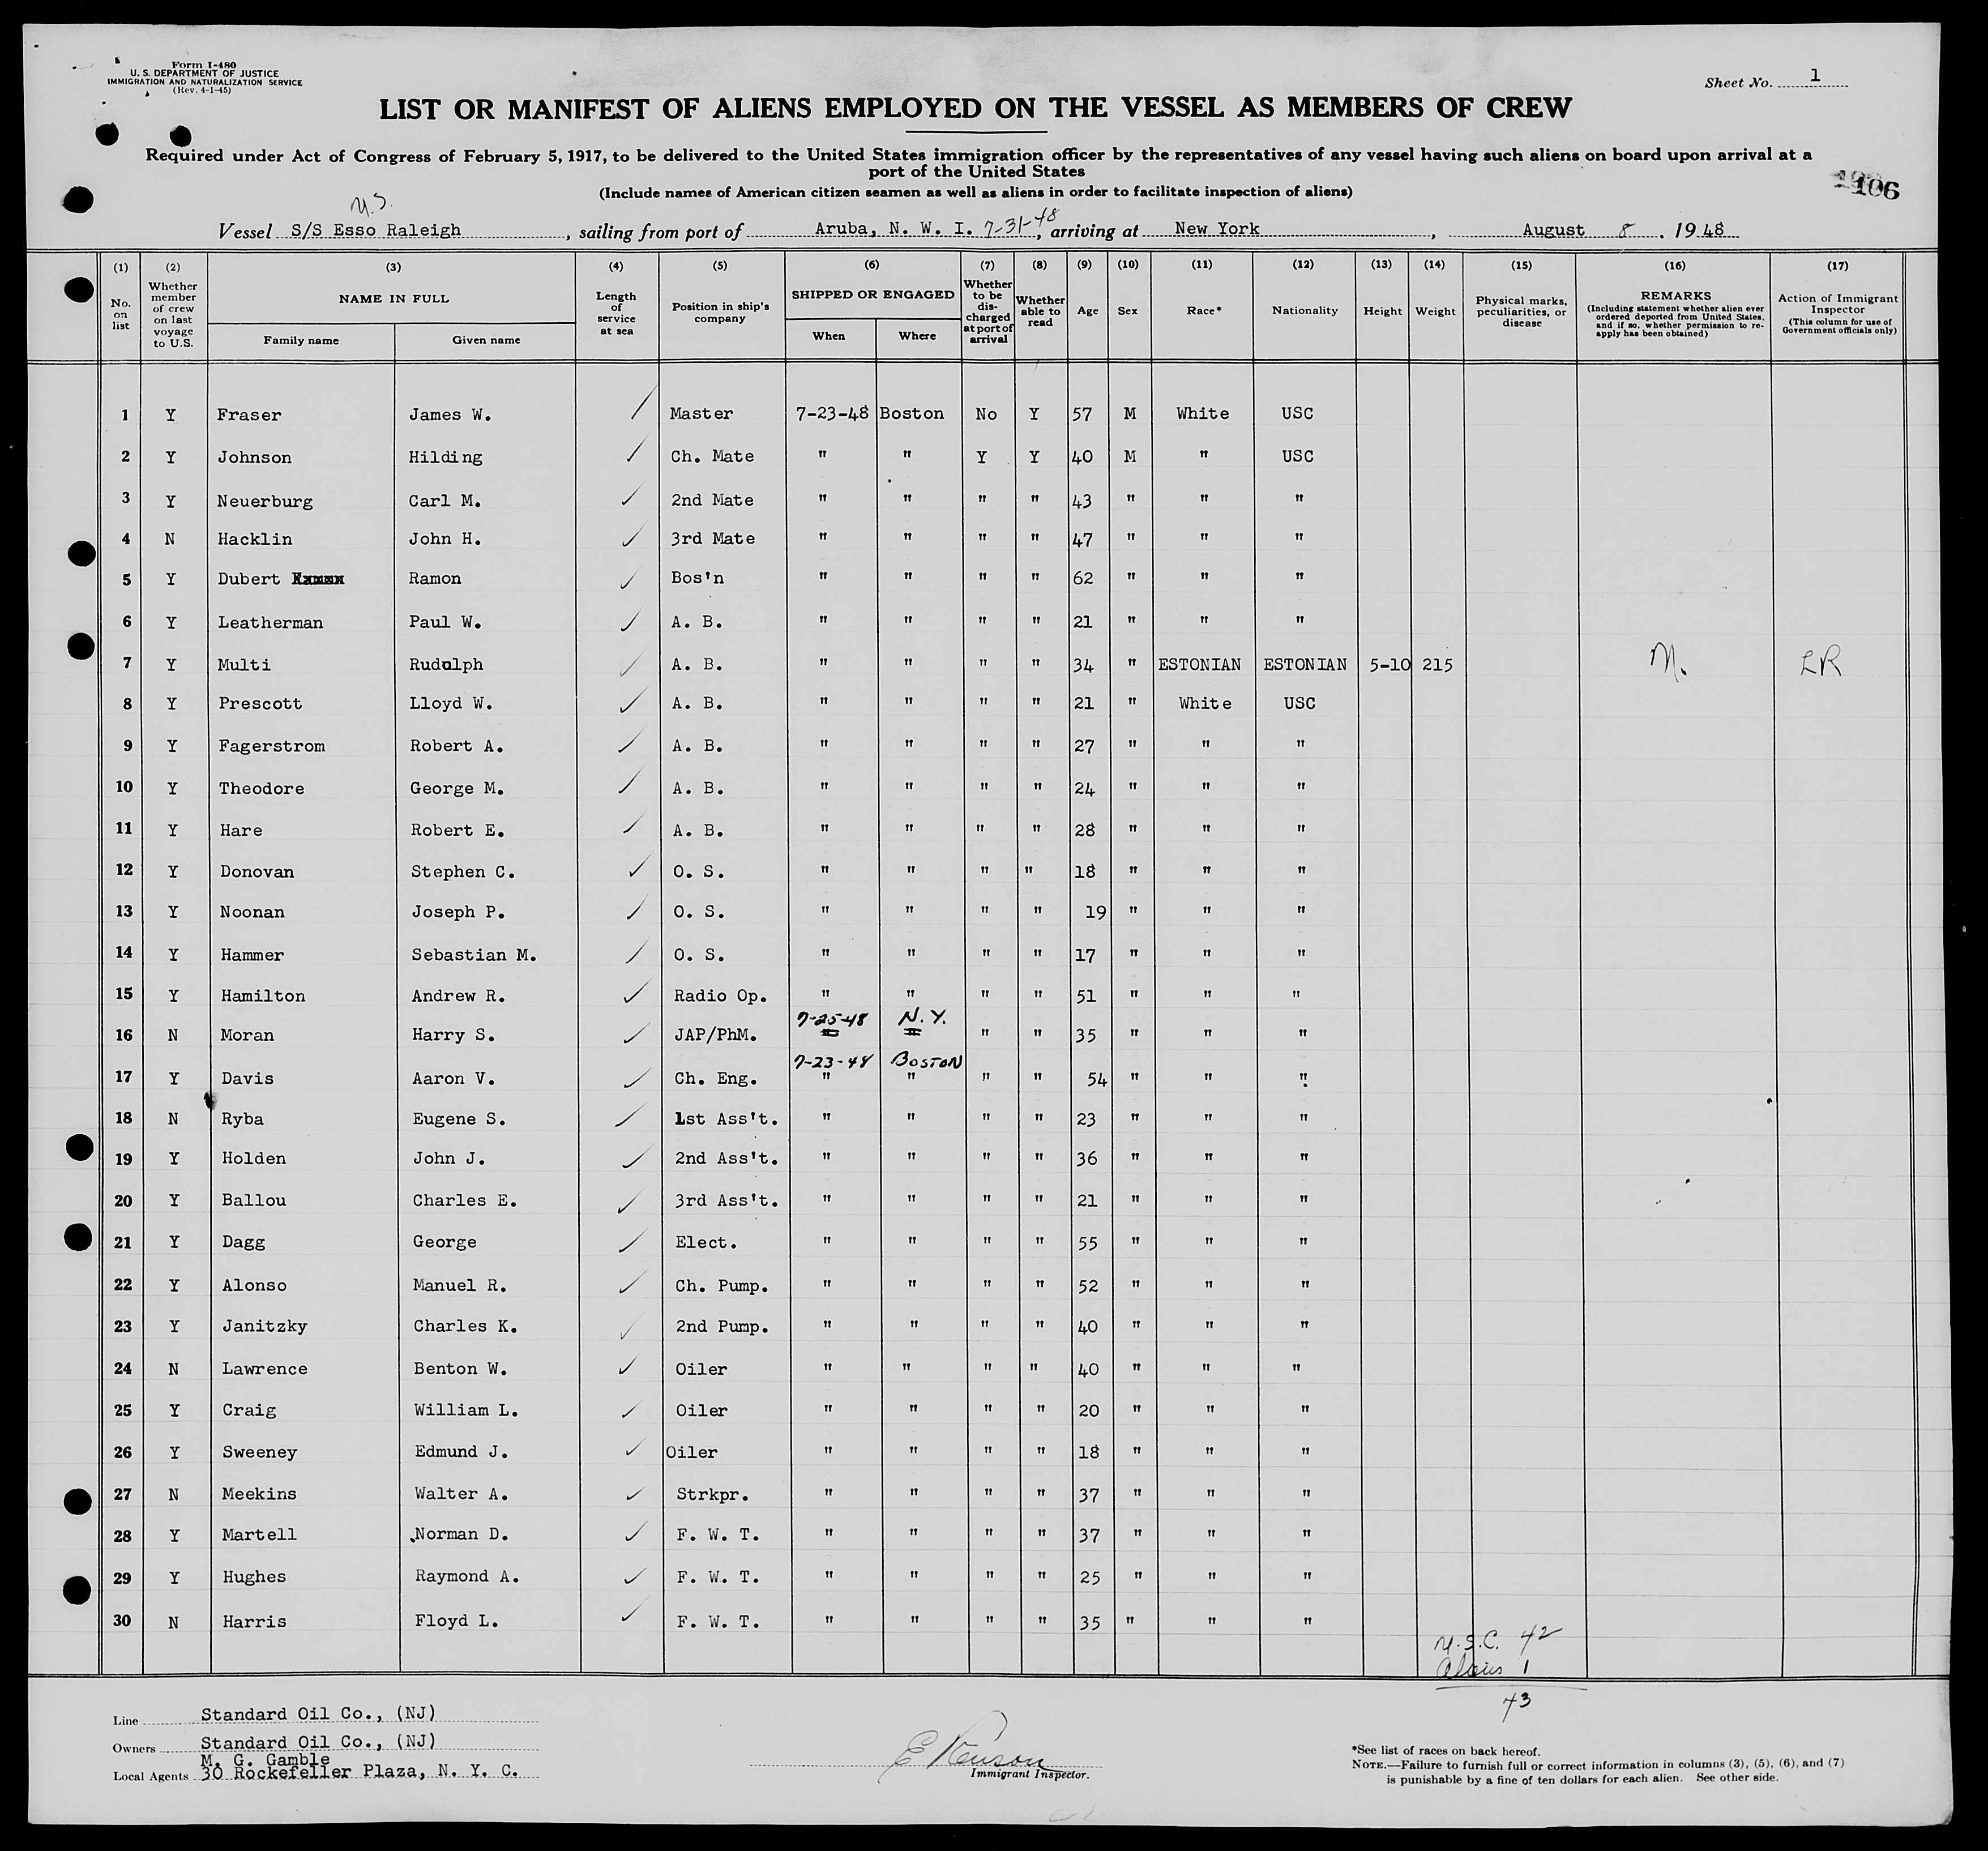 Form I-480
U. S. DEPARTMENT OF JUSTICE
IMMIGRATION AND NATURALIZATION SERVICE
(Rev. 4-1-45)
Sheet No. 1
LIST OR MANIFEST OF ALIENS EMPLOYED ON THE VESSEL AS MEMBERS OF CREW
Required under Act of Congress of February 5, 1917, to be delivered to the United States immigration officer by the representatives of any vessel having such aliens on board upon arrival at a
port of the United States
(Include names of American citizen seamen as well as aliens in order to facilitate inspection of aliens)
106
U.S.
Vessel S/S Esso Raleigh, sailing from port of Aruba, N. W. I. 7-31-48, arriving at New York, August 8, 1948
(1) (2) (3) (4) (5) (6) (7) (8) (9) (10) (11) (12) (13) (14) (15) (16) (17)
No. on list
Whether member of crew on last voyage to U.S.
NAME IN FULL
Family name Given name
Length of service at sea
Position in ship's company
SHIPPED OR ENGAGED
When Where
Whether to be discharged at port of arrival
Whether able to read
Age
Sex
Race*
Nationality
Height
Weight
Physical marks, peculiarities, or disease
REMARKS
(Including statement whether alien ever ordered deported from United States, and if so, whether permission to re-apply has been obtained)
Action of Immigrant Inspector
(This column for use of Government officials only)
1 Y Fraser James W. Master 7-23-48 Boston No Y 57 M White USC
2 Y Johnson Hilding Ch. Mate " " Y Y 40 M " USC
3 Y Neuerburg Carl M. 2nd Mate " " " " 43 " " "
4 N Hacklin John H. 3rd Mate " " " " 47 " " "
5 Y Dubert Ramon Bos'n " " " " 62 " " "
6 Y Leatherman Paul W. A. B. " " " " 21 " " "
7 Y Multi Rudolph A. B. " " " " 34 " ESTONIAN ESTONIAN 5-10 215 M. LR
8 Y Prescott Lloyd W. A. B. " " " " 21 " White USC
9 Y Fagerstrom Robert A. A. B. " " " " 27 " " "
10 Y Theodore George M. A. B. " " " " 24 " " "
11 Y Hare Robert E. A. B. " " " " 28 " " "
12 Y Donovan Stephen C. O. S. " " " " 18 " " "
13 Y Noonan Joseph P. O. S. " " " " 19 " " "
14 Y Hammer Sebastian M. O. S. " " " " 17 " " "
15 Y Hamilton Andrew R. Radio Op. " " " " 51 " " "
16 N Moran Harry S. JAP/PhM. 7-25-48 N.Y. " " 35 " " "
7-23-48 BOSTON
17 Y Davis Aaron V. Ch. Eng. " " " " 54 " " "
18 N Ryba Eugene S. 1st Ass't. " " " " 23 " " "
19 Y Holden John J. 2nd Ass't. " " " " 36 " " "
20 Y Ballou Charles E. 3rd Ass't. " " " " 21 " " "
21 Y Dagg George Elect. " " " " 55 " " "
22 Y Alonso Manuel R. Ch. Pump. " " " " 52 " " "
23 Y Janitzky Charles K. 2nd Pump. " " " " 40 " " "
24 N Lawrence Benton W. Oiler " " " " 40 " " "
25 Y Craig William L. Oiler " " " " 20 " " "
26 Y Sweeney Edmund J. Oiler " " " " 18 " " "
27 N Meekins Walter A. Strkpr. " " " " 37 " " "
28 Y Martell Norman D. F. W. T. " " " " 37 " " "
29 Y Hughes Raymond A. F. W. T. " " " " 25 " " "
30 N Harris Floyd L. F. W. T. " " " " 35 " " "
U.S.C. 42
Aliens 1
43
Line Standard Oil Co., (NJ)
Owners Standard Oil Co., (NJ)
M. G. Gamble
Local Agents 30 Rockefeller Plaza, N. Y. C.
Immigrant Inspector.
*See list of races on back hereof.
NOTE.—Failure to furnish full or correct information in columns (3), (5), (6), and (7)
is punishable by a fine of ten dollars for each alien. See other side.